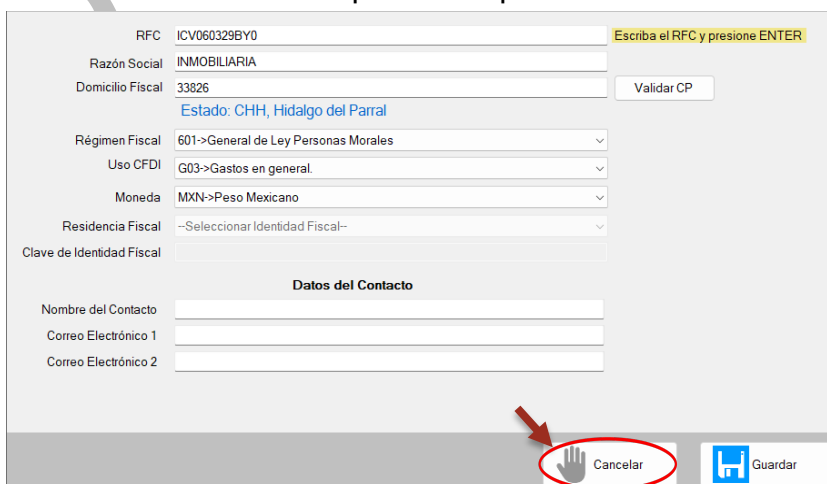 RFC ICV060329BY0 Escriba el RFC y presione ENTER
Razón Social INMOBILIARIA
Domicilio Fiscal 33826 Validar CP
Estado: CHH, Hidalgo del Parral
Régimen Fiscal 601->General de Ley Personas Morales
Uso CFDI G03->Gastos en general.
Moneda MXN->Peso Mexicano
Residencia Fiscal --Seleccionar Identidad Fiscal--
Clave de Identidad Físcal
Datos del Contacto
Nombre del Contacto
Correo Electrónico 1
Correo Electrónico 2
Cancelar Guardar